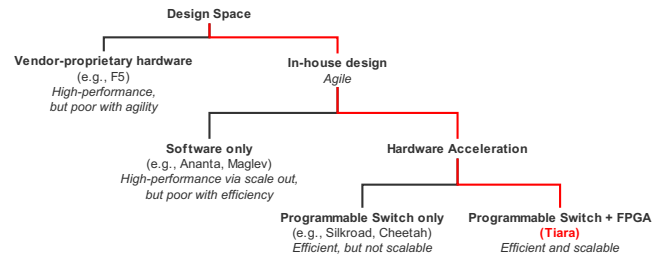 Design Space
Vendor-proprietary hardware
(e.g., F5)
High-performance,
but poor with agility
In-house design
Agile
Software only
(e.g., Ananta, Maglev)
High-performance via scale out,
but poor with efficiency
Hardware Acceleration
Programmable Switch only
(e.g., Silkroad, Cheetah)
Efficient, but not scalable
Programmable Switch + FPGA
(Tiara)
Efficient and scalable